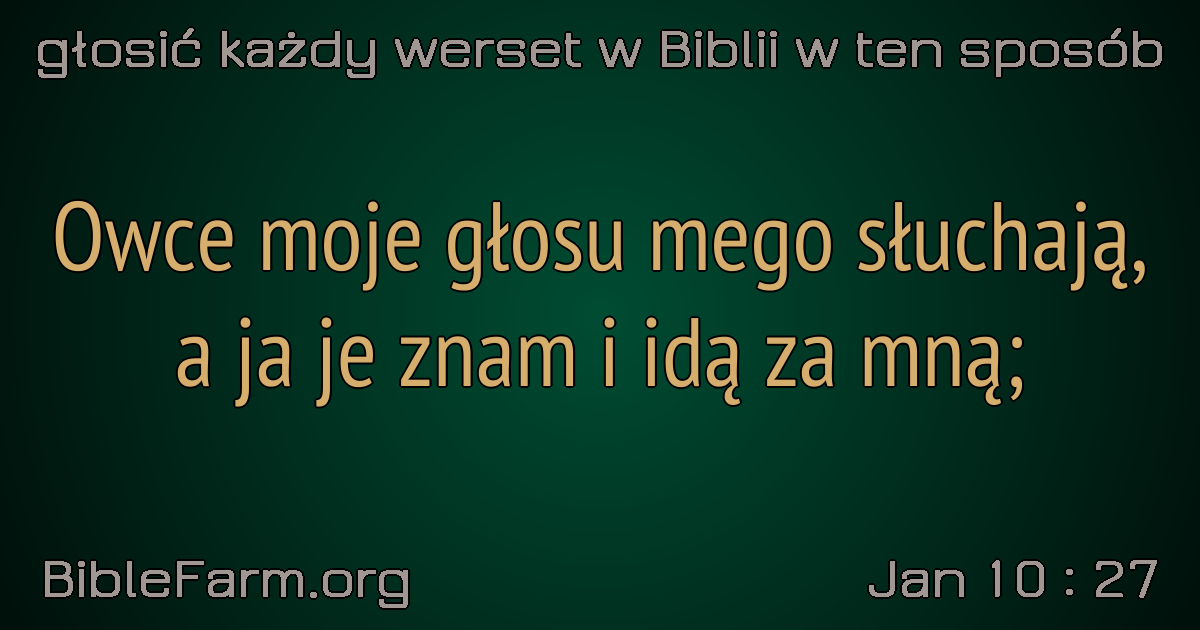 głosić każdy werset w Biblii w ten sposób
Owce moje głosu mego słuchają,
a ja je znam i idą za mną;
BibleFarm.org
Jan 10 : 27